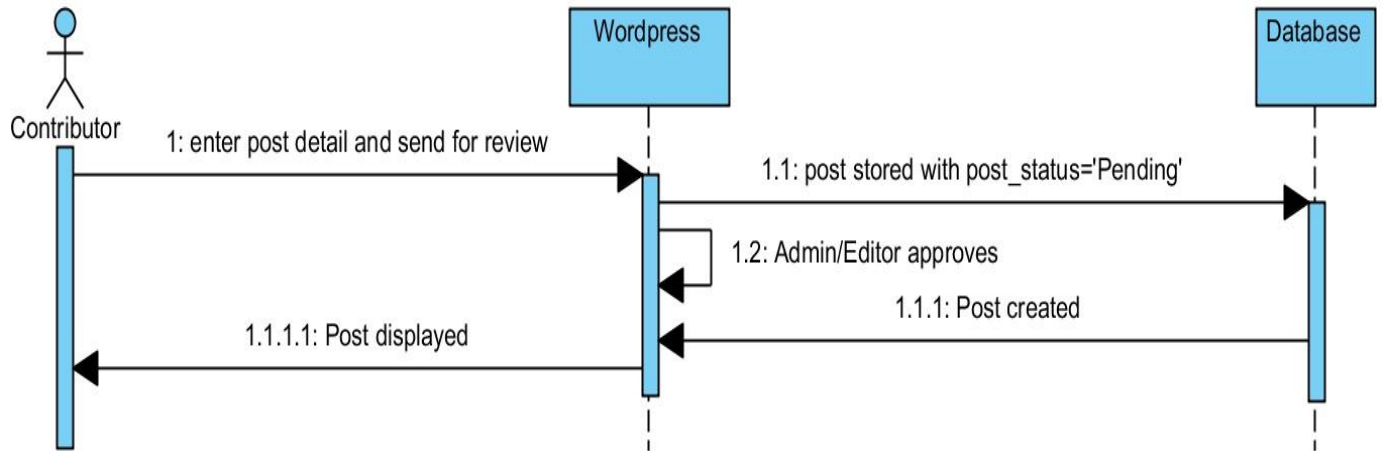 Wordpress
Database
Contributor
1: enter post detail and send for review
1.1: post stored with post_status='Pending'
1.2: Admin/Editor approves
1.1.1: Post created
1.1.1.1: Post displayed